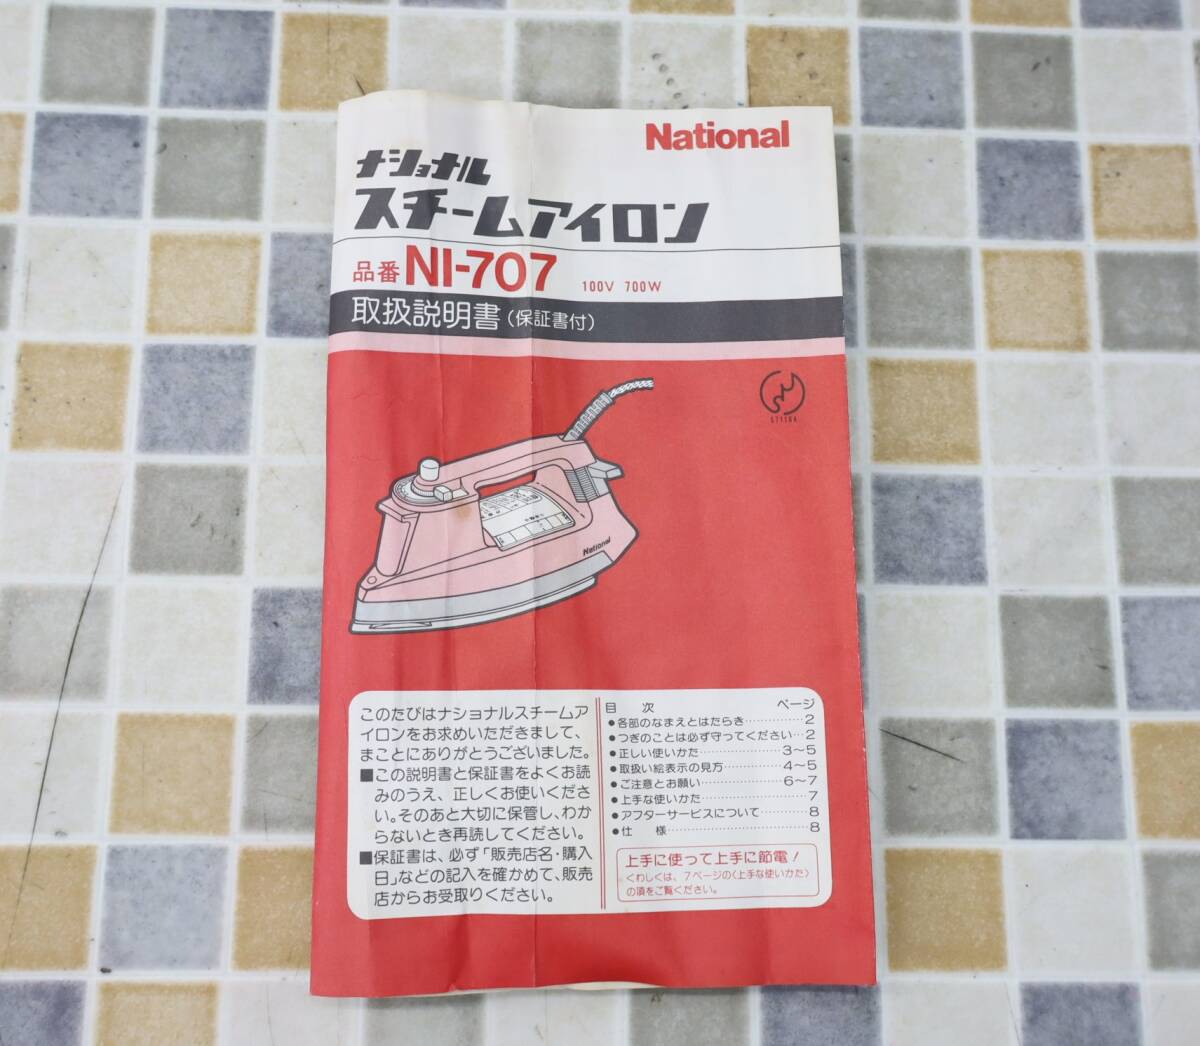 National
ナショナル
スチームアイロン
品番 NI-707 100V 700W
取扱説明書(保証書付)
National
このたびはナショナルスチームア
イロンをお求めいただきまして、
まことにありがとうございました。
■この説明書と保証書をよくお読
みのうえ、正しくお使いくださ
い。そのあと大切に保管し、わか
らないとき再読してください。
■保証書は、必ず「販売店名・購入
日」などの記入を確かめて、販売
店からお受取りください。
目 次 ページ
●各部のなまえとはたらき…………2
●つぎのことは必ず守ってください…2
●正しい使いかた……………3～5
●取扱い絵表示の見方…………4～5
●ご注意とお願い……………6～7
●上手な使いかた………………7
●アフターサービスについて………8
●仕 様……………………8
上手に使って上手に節電！
くわしくは、7ページの〈上手な使いかた〉
の項をご覧ください。